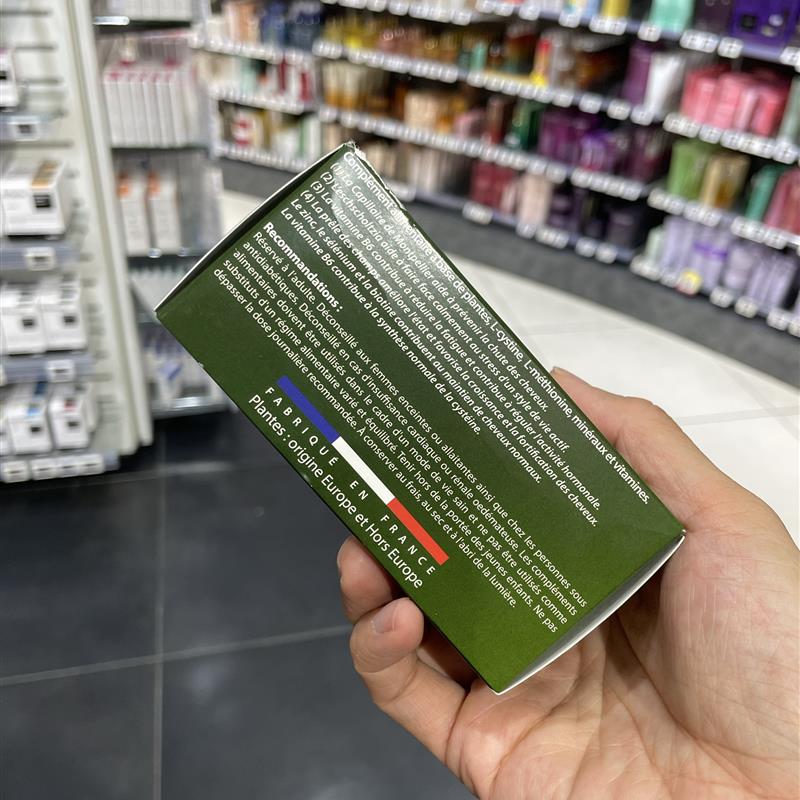 Complément alimentaire à base de plantes, L-cystine, L-méthionine, minéraux et vitamines.
(1) La Capillaire de Montpellier aide à prévenir la chute des cheveux.
(2) L'eschscholtzia aide à faire face calmement au stress d'un style de vie actif.
(3) La vitamine B6 contribue à réduire la fatigue et contribue à réguler l'activité hormonale.
(4) La prêle des champs améliore l'état et favorise la croissance et la fortification des cheveux.
Le zinc, le sélénium et la biotine contribuent au maintien de cheveux normaux.
La vitamine B6 contribue à la synthèse normale de la cystéine.
Recommandations :
Réservé à l'adulte. Déconseillé aux femmes enceintes ou allaitantes ainsi que chez les personnes sous
antidiabétiques. Déconseillé en cas d'insuffisance cardiaque ou rénale oedémateuse. Les compléments
alimentaires doivent être utilisés dans le cadre d'un mode de vie sain et ne pas être utilisés comme
substituts d'un régime alimentaire varié et équilibré. Tenir hors de la portée des jeunes enfants. Ne pas
dépasser la dose journalière recommandée. A conserver au frais, au sec et à l'abri de la lumière.
FABRIQUÉ EN FRANCE
Plantes : origine Europe et Hors Europe